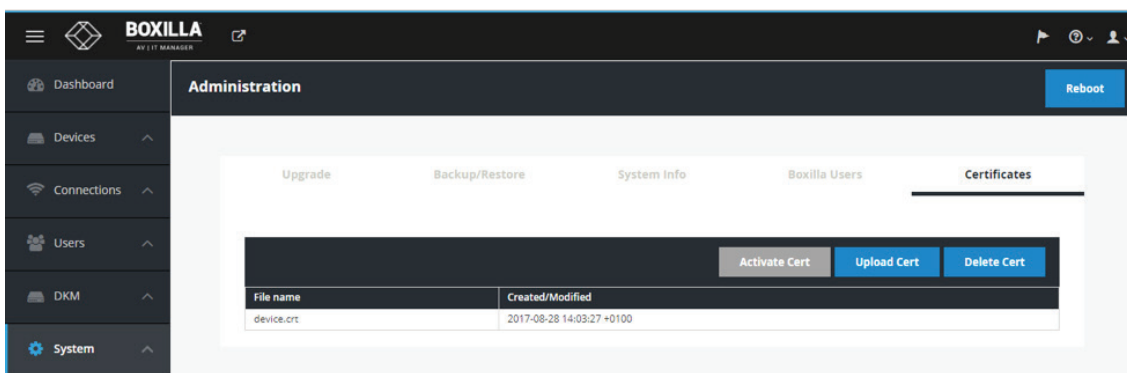 BOXILLA
AV | IT MANAGER
Dashboard
Administration
Reboot
Devices
Connections
Users
DKM
System
Upgrade
Backup/Restore
System Info
Boxilla Users
Certificates
Activate Cert
Upload Cert
Delete Cert
File name
Created/Modified
device.crt
2017-08-28 14:03:27 +0100